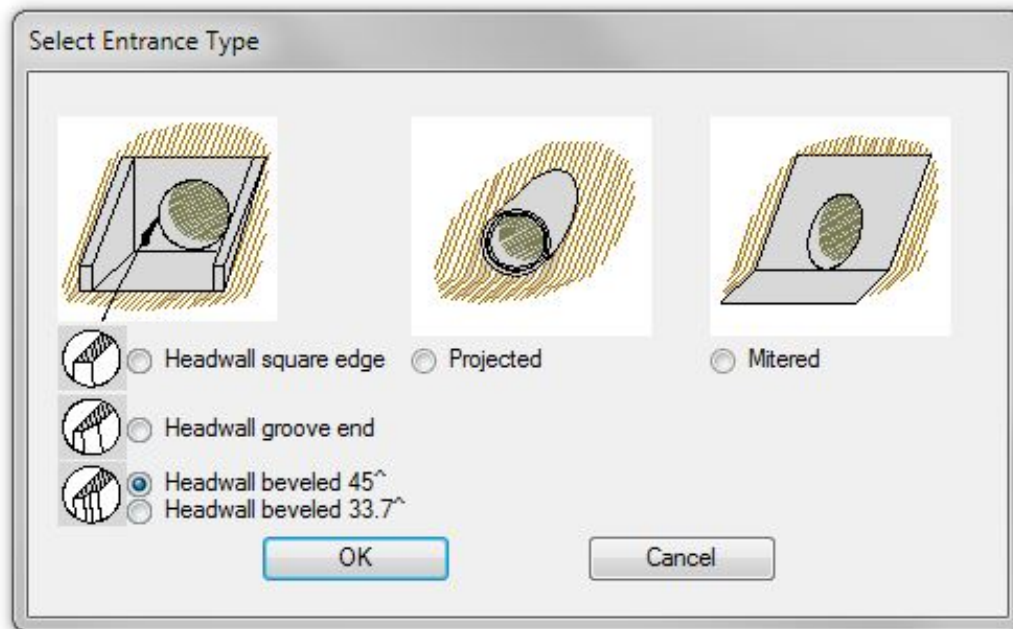 Select Entrance Type
Headwall square edge
Projected
Mitered
Headwall groove end
Headwall beveled 45^
Headwall beveled 33.7^
OK
Cancel